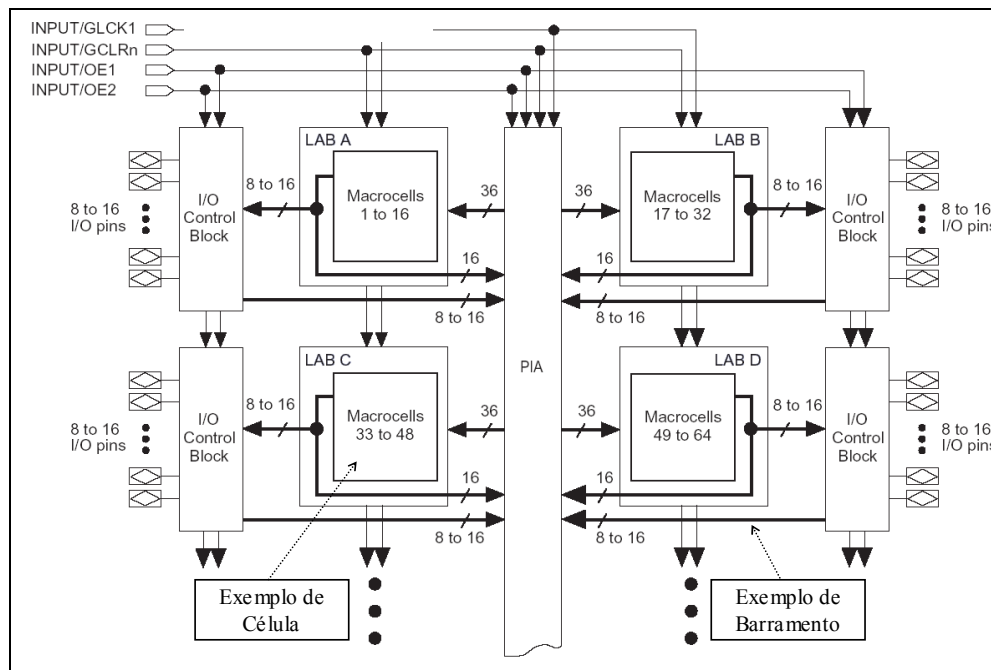 INPUT/GLCK1
INPUT/GCLRn
INPUT/OE1
INPUT/OE2
LAB A
LAB B
8 to 16
Macrocells
1 to 16
36
36
Macrocells
17 to 32
8 to 16
8 to 16
I/O pins
I/O
Control
Block
I/O
Control
Block
8 to 16
I/O pins
16
16
8 to 16
8 to 16
LAB C
PIA
LAB D
8 to 16
Macrocells
33 to 48
36
36
Macrocells
49 to 64
8 to 16
8 to 16
I/O pins
I/O
Control
Block
I/O
Control
Block
8 to 16
I/O pins
16
16
8 to 16
8 to 16
Exemplo de
Célula
Exemplo de
Barramento